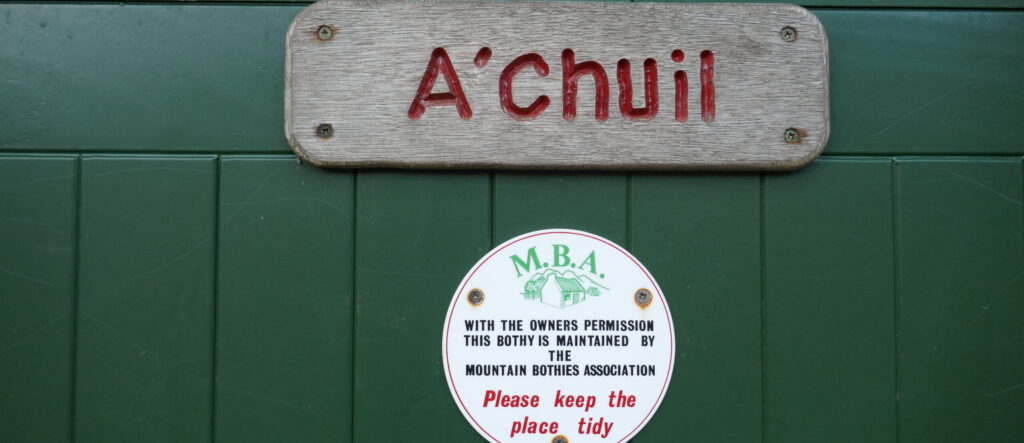 A'Chuil
M.B.A.
WITH THE OWNERS PERMISSION
THIS BOTHY IS MAINTAINED BY
THE
MOUNTAIN BOTHIES ASSOCIATION
Please keep the
place tidy